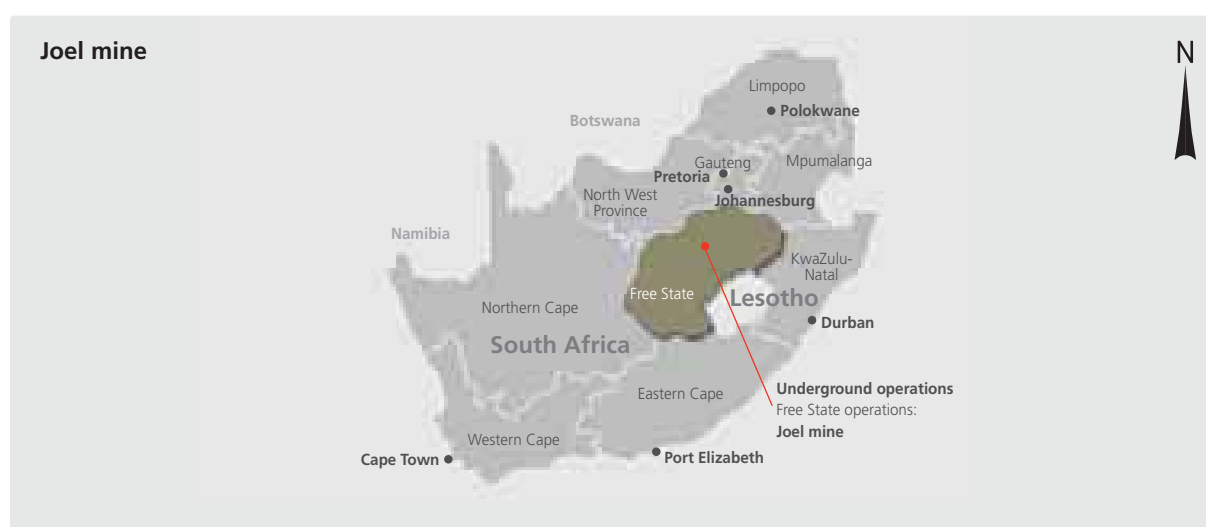 Joel mine
N
Limpopo
Polokwane
Botswana
Gauteng
Mpumalanga
Pretoria
Johannesburg
North West
Province
Namibia
KwaZulu-
Natal
Free State
Lesotho
Northern Cape
Durban
South Africa
Underground operations
Eastern Cape
Free State operations:
Joel mine
Western Cape
Cape Town
Port Elizabeth